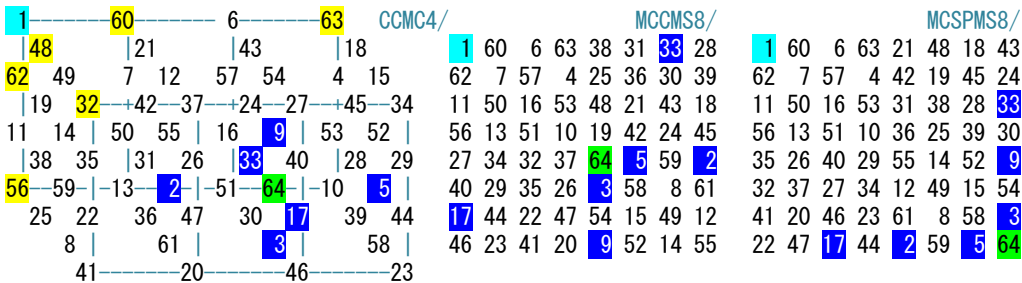 1-------60------- 6-------63 CCMC4/ MCCMS8/ MCSPMS8/
|48 |21 |43 |18 1 60 6 63 38 31 33 28 1 60 6 63 21 48 18 43
62 49 7 12 57 54 4 15 62 7 57 4 25 36 30 39 62 7 57 4 42 19 45 24
|19 32--+42--37--+24--27--+45--34 11 50 16 53 48 21 43 18 11 50 16 53 31 38 28 33
11 14 | 50 55 | 16 9 | 53 52 | 56 13 51 10 19 42 24 45 56 13 51 10 36 25 39 30
|38 35 |31 26 |33 40 |28 29 27 34 32 37 64 5 59 2 35 26 40 29 55 14 52 9
56--59-|-13-- 2-|-51--64-|-10-- 5 | 40 29 35 26 3 58 8 61 32 37 27 34 12 49 15 54
25 22 36 47 30 17 39 44 17 44 22 47 54 15 49 12 41 20 46 23 61 8 58 3
8 | 61 | 3 | 58 | 46 23 41 20 9 52 14 55 22 47 17 44 2 59 5 64
41-------20-------46-------23